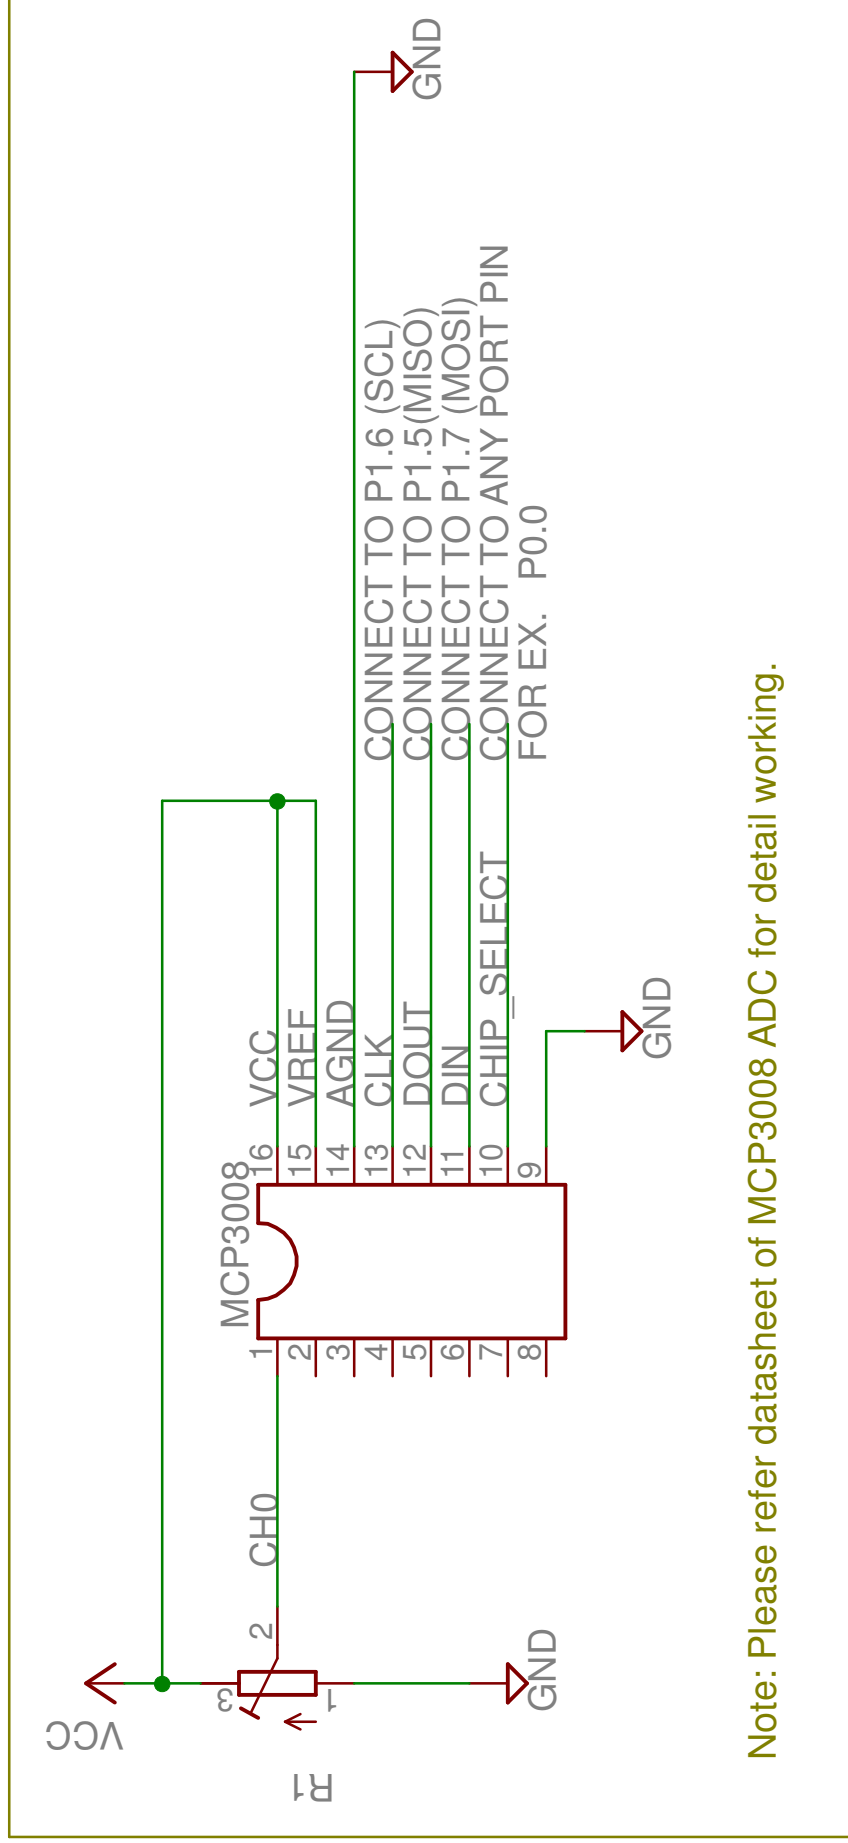 VCC
R1
3
1
2
GND
CH0
MCP3008
1
2
3
4
5
6
7
8
16
15
14
13
12
11
10
9
VCC
VREF
AGND
CLK
DOUT
DIN
CHIP_SELECT
GND
CONNECT TO P1.6 (SCL)
CONNECT TO P1.5(MISO)
CONNECT TO P1.7 (MOSI)
CONNECT TO ANY PORT PIN
FOR EX. P0.0
GND
Note: Please refer datasheet of MCP3008 ADC for detail working.